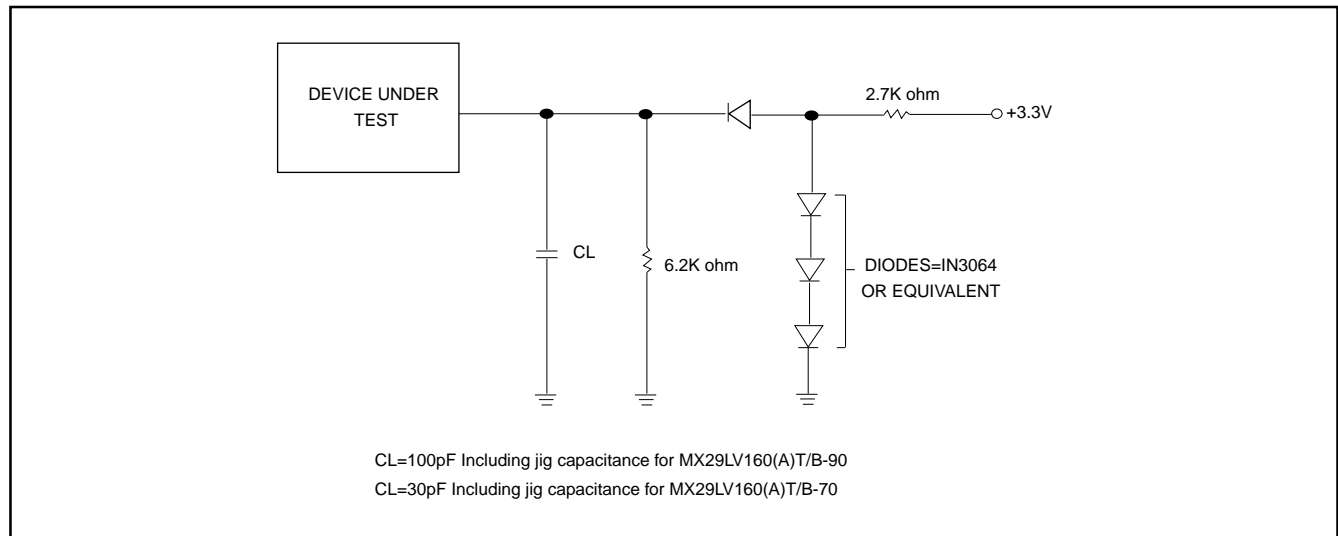 DEVICE UNDER
TEST
2.7K ohm
+3.3V
CL
6.2K ohm
DIODES=IN3064
OR EQUIVALENT
CL=100pF Including jig capacitance for MX29LV160(A)T/B-90
CL=30pF Including jig capacitance for MX29LV160(A)T/B-70